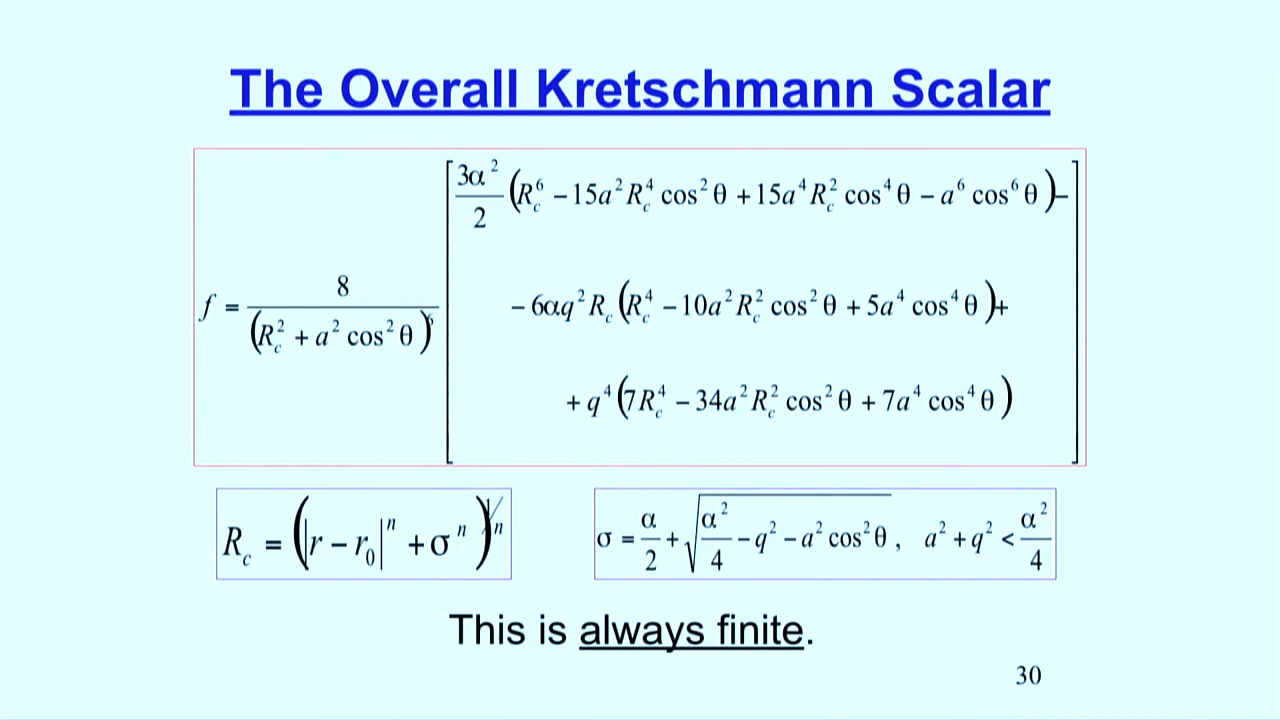 The Overall Kretschmann Scalar
f = 8 / (R_c^2 + a^2 cos^2 θ)^6 [ 3α^2/2 (R_c^6 − 15a^2 R_c^4 cos^2 θ + 15a^4 R_c^2 cos^4 θ − a^6 cos^6 θ) −
− 6αq^2 R_c (R_c^4 − 10a^2 R_c^2 cos^2 θ + 5a^4 cos^4 θ) +
+ q^4 (7R_c^4 − 34a^2 R_c^2 cos^2 θ + 7a^4 cos^4 θ) ]
R_c = (|r − r_0|^n + σ^n)^{1/n}
σ = α/2 + √(α^2/4 − q^2 − a^2 cos^2 θ) , a^2 + q^2 < α^2/4
This is always finite.
30